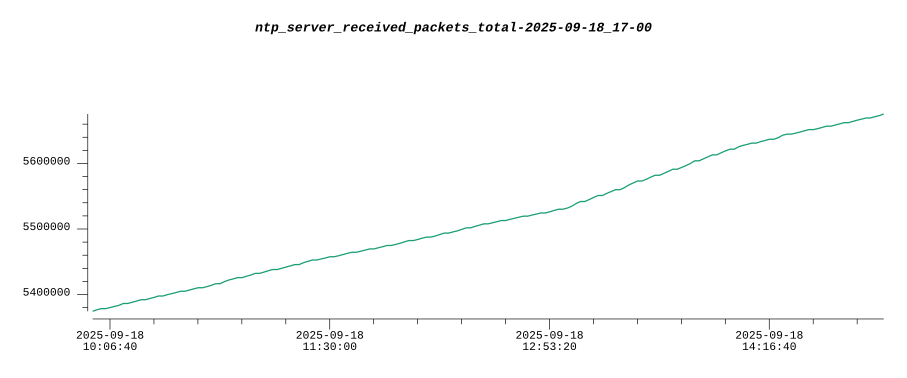 ntp_server_received_packets_total-2025-09-18_17-00
5600000
5500000
5400000
2025-09-18 2025-09-18 2025-09-18 2025-09-18
10:06:40 11:30:00 12:53:20 14:16:40